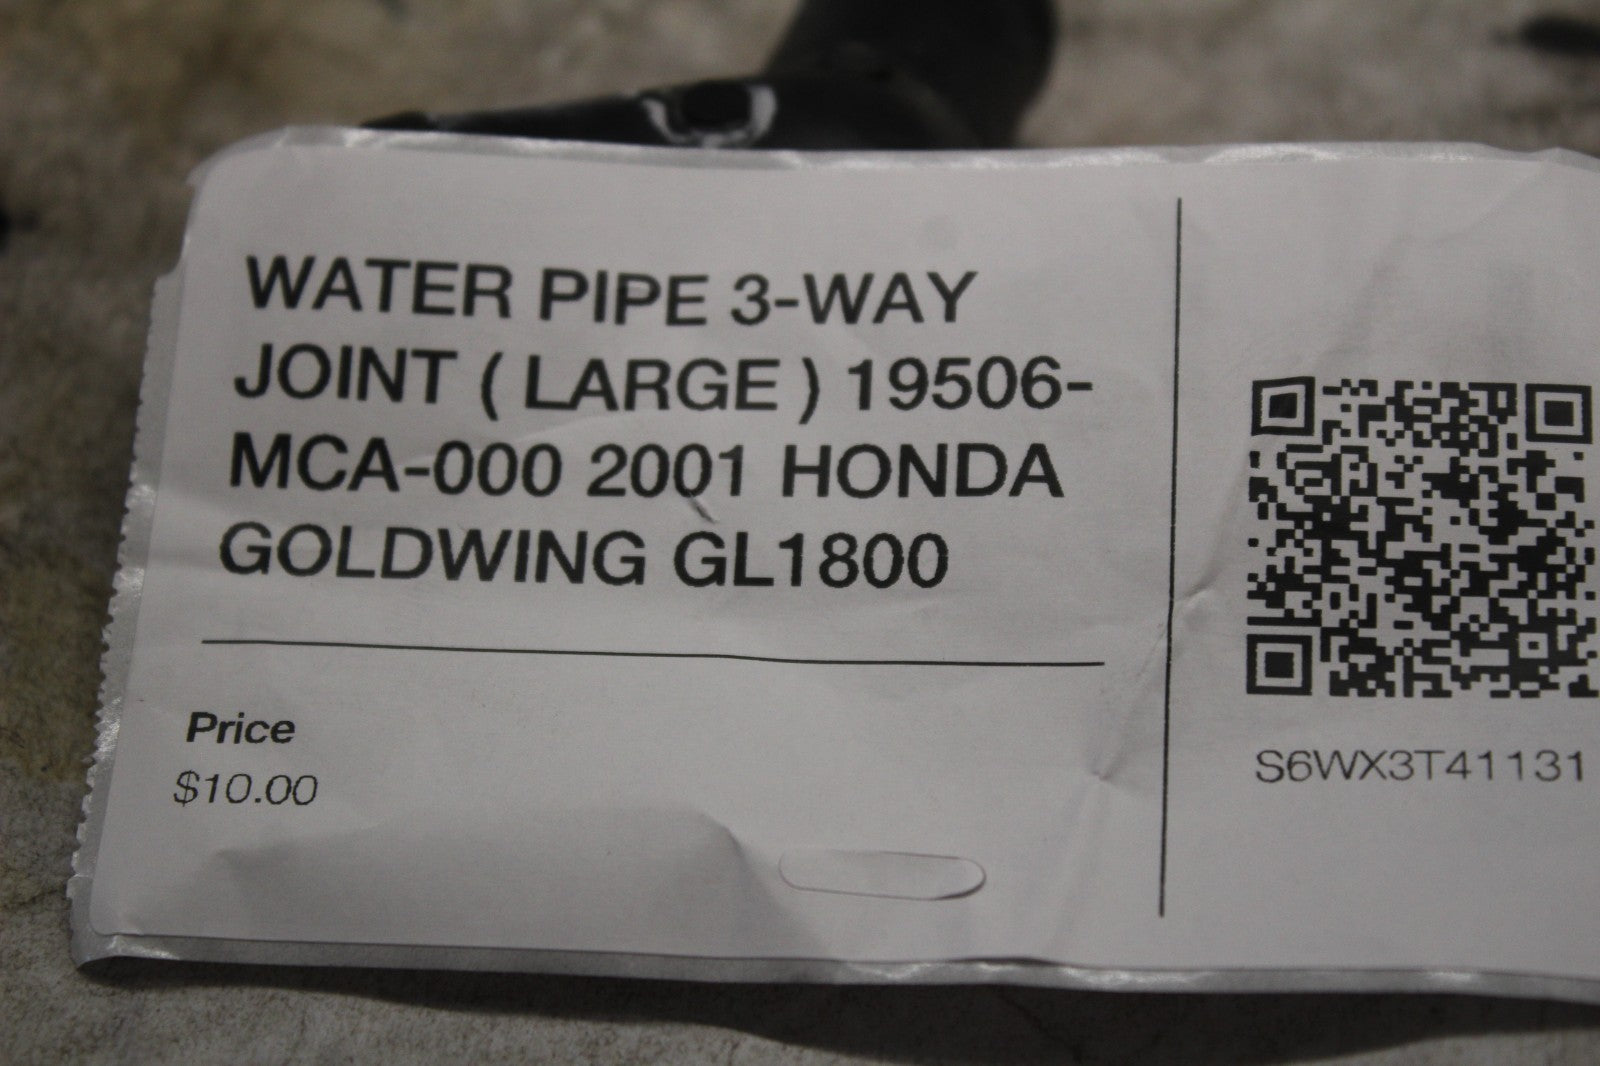 WATER PIPE 3-WAY
JOINT ( LARGE ) 19506-
MCA-000 2001 HONDA
GOLDWING GL1800
Price
$10.00
S6WX3T41131